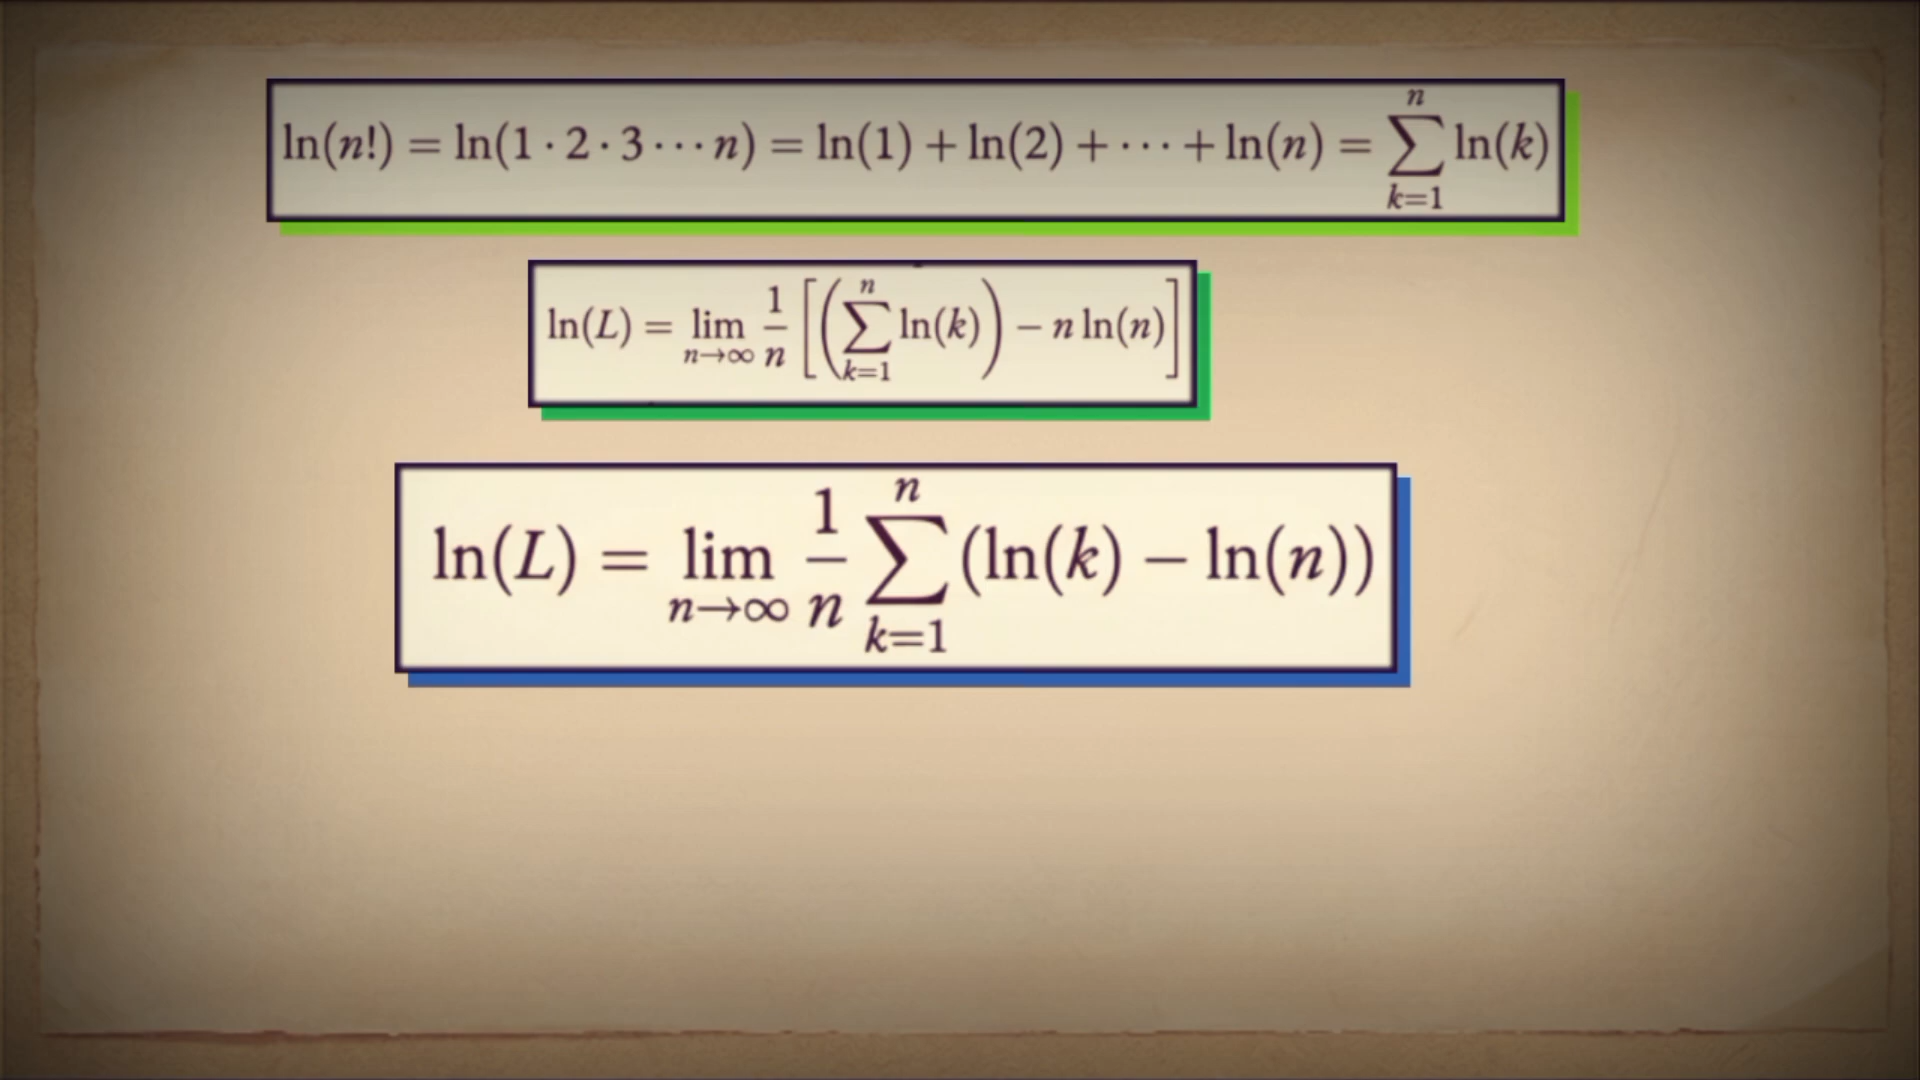 ln(n!) = ln(1 · 2 · 3 ⋯ n) = ln(1) + ln(2) + ⋯ + ln(n) = ∑_{k=1}^{n} ln(k)
ln(L) = lim_{n→∞} 1/n [(∑_{k=1}^{n} ln(k)) − n ln(n)]
ln(L) = lim_{n→∞} 1/n ∑_{k=1}^{n} (ln(k) − ln(n))